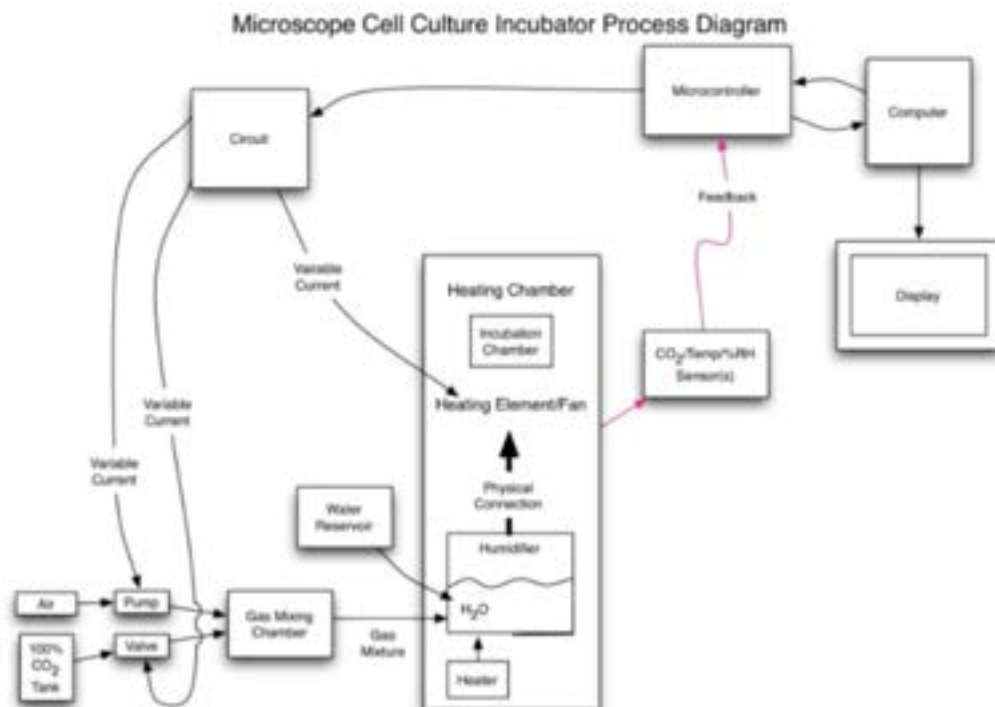 Microscope Cell Culture Incubator Process Diagram
Microcontroller
Computer
Circuit
Feedback
Display
Variable
Current
Heating Chamber
Incubation
Chamber
CO2/Temp/%RH
Sensor(s)
Heating Element/Fan
Variable
Current
Variable
Current
Physical
Connection
Water
Reservoir
Humidifier
H2O
Air
Pump
Gas Mixing
Chamber
Gas
Mixture
Valve
100%
CO2
Tank
Heater